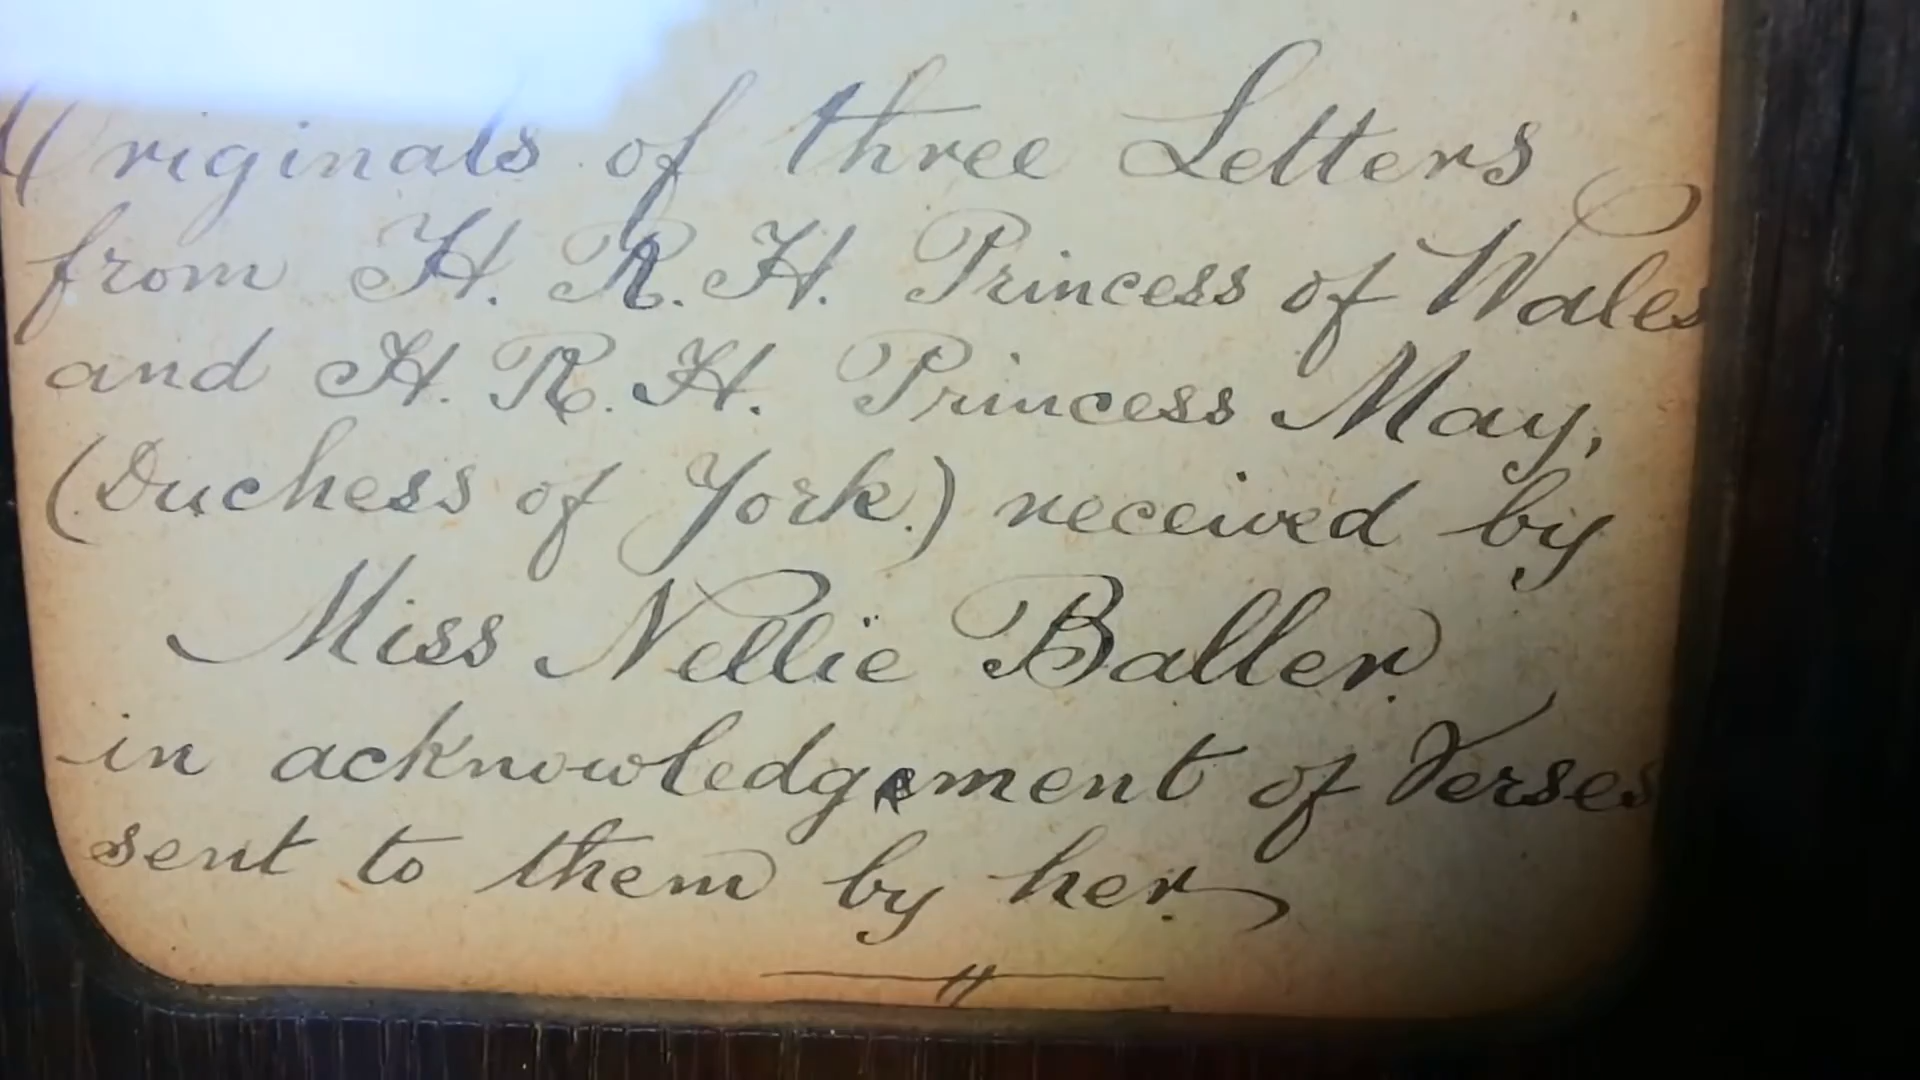 Originals of three Letters
from H. R. H. Princess of Wales
and H. R. H. Princess May,
(Duchess of York.) received by
Miss Nellie Baller
in acknowledgement of Verses
sent to them by her.